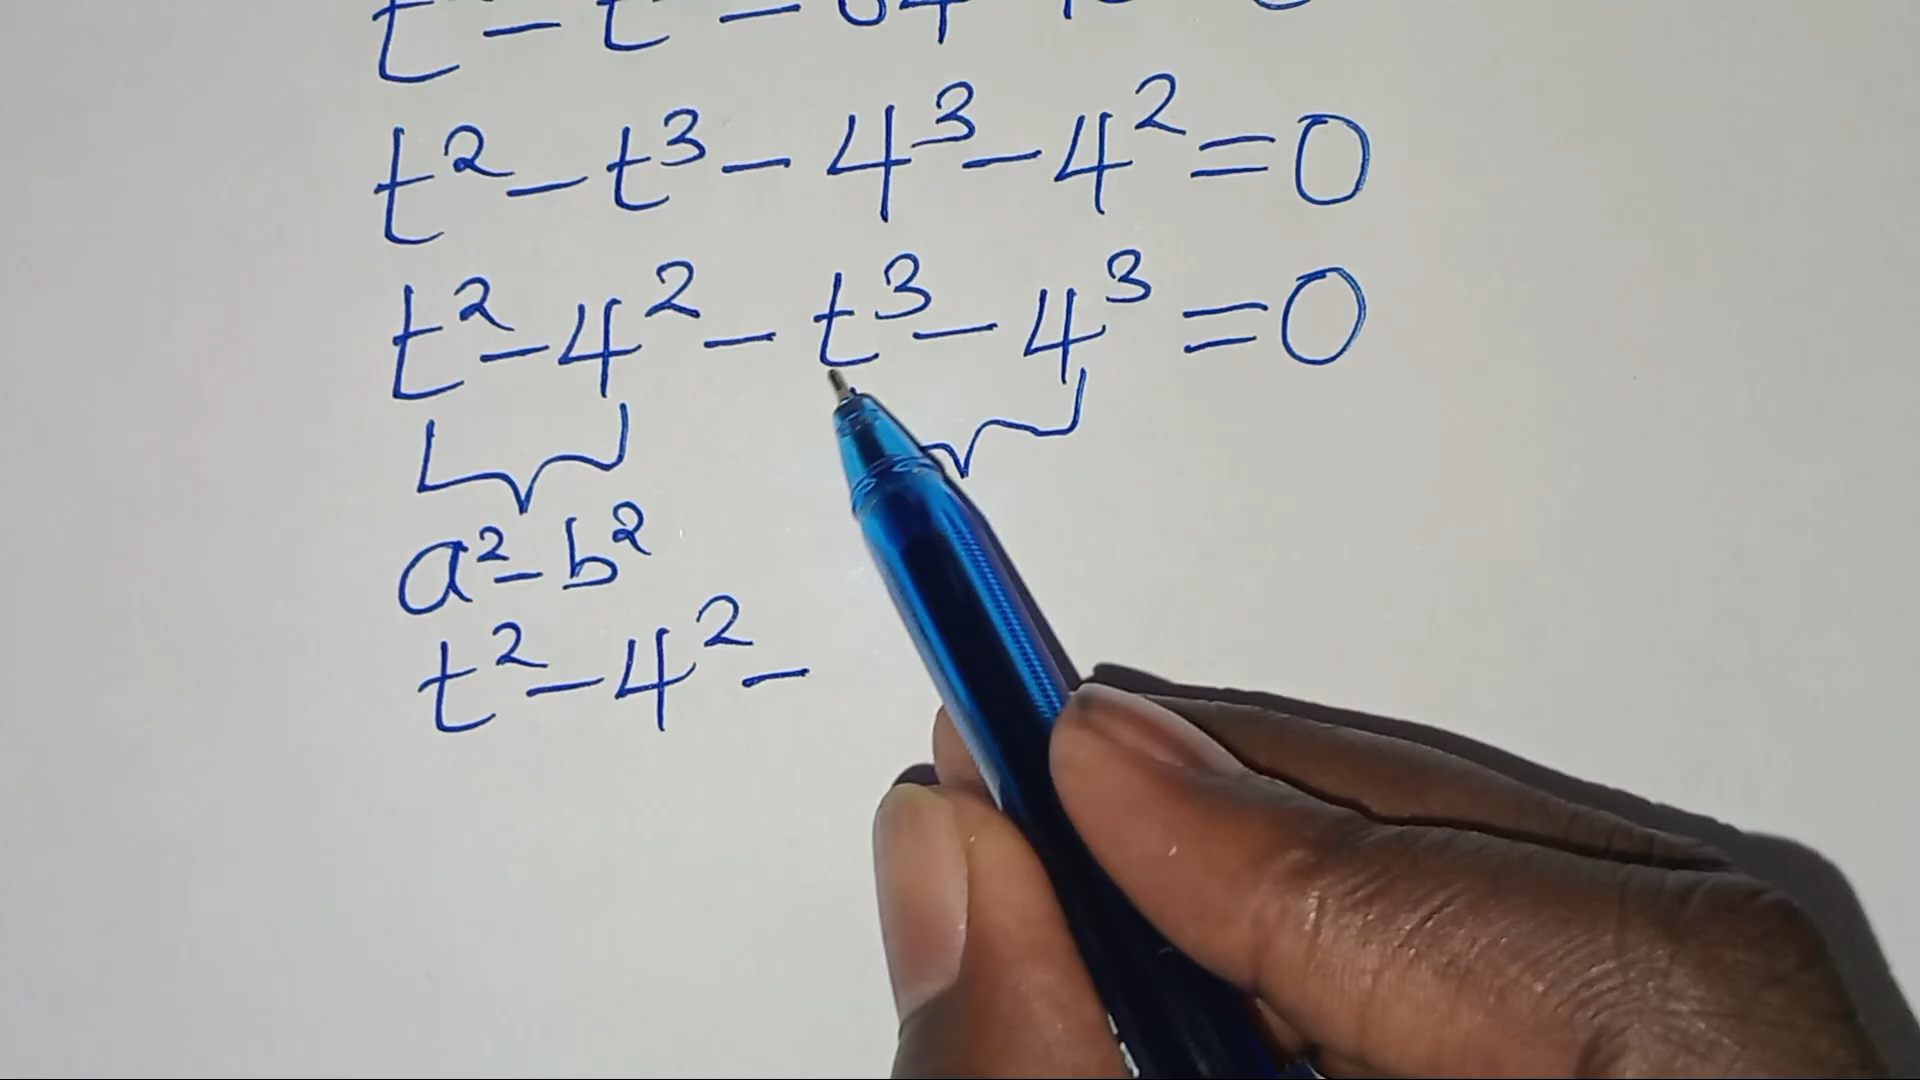 t² - t³ - 4³ - 4² = 0
t² - 4² - t³ - 4³ = 0
a² - b²
t² - 4² -